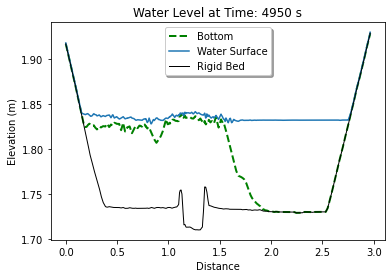 Water Level at Time: 4950 s
Bottom
Water Surface
Rigid Bed
Elevation (m)
1.90
1.85
1.80
1.75
1.70
0.0 0.5 1.0 1.5 2.0 2.5 3.0
Distance